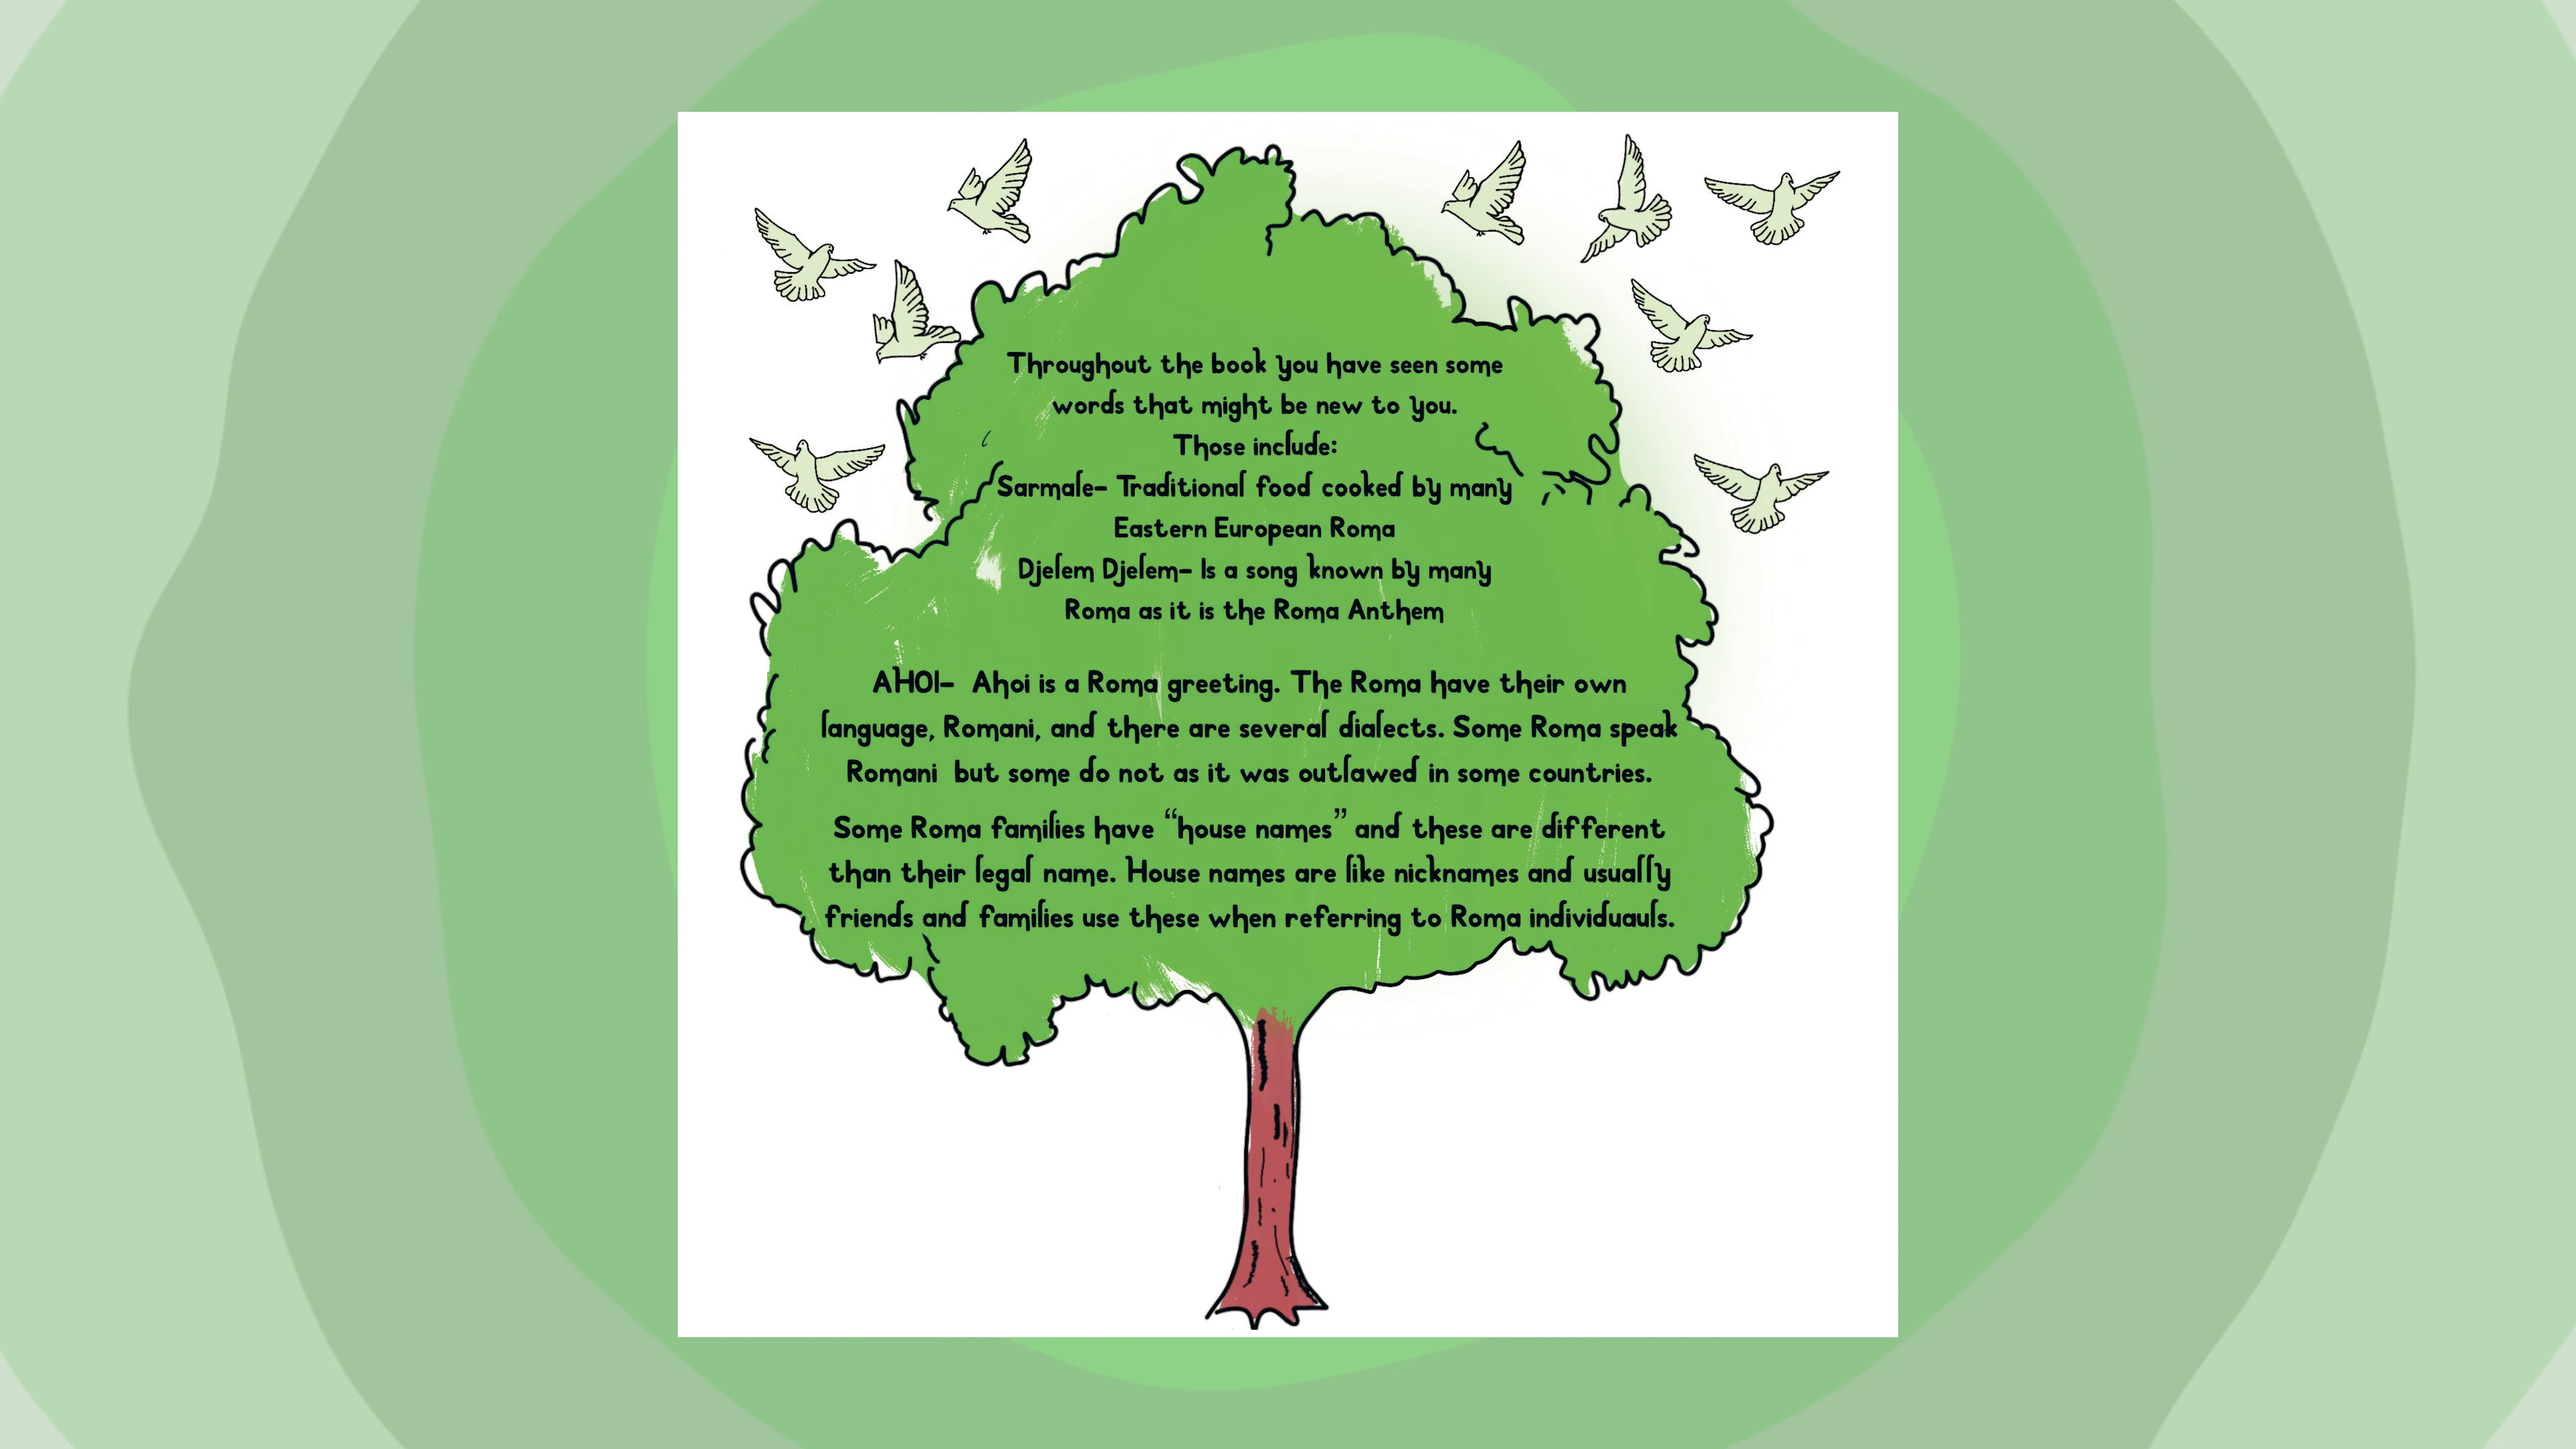 Throughout the book you have seen some
words that might be new to you.
Those include:
Sarmale- Traditional food cooked by many
Eastern European Roma
Djelem Djelem- Is a song known by many
Roma as it is the Roma Anthem
AHOI- Ahoi is a Roma greeting. The Roma have their own
language, Romani, and there are several dialects. Some Roma speak
Romani but some do not as it was outlawed in some countries.
Some Roma families have “house names” and these are different
than their legal name. House names are like nicknames and usually
friends and families use these when referring to Roma individuauls.